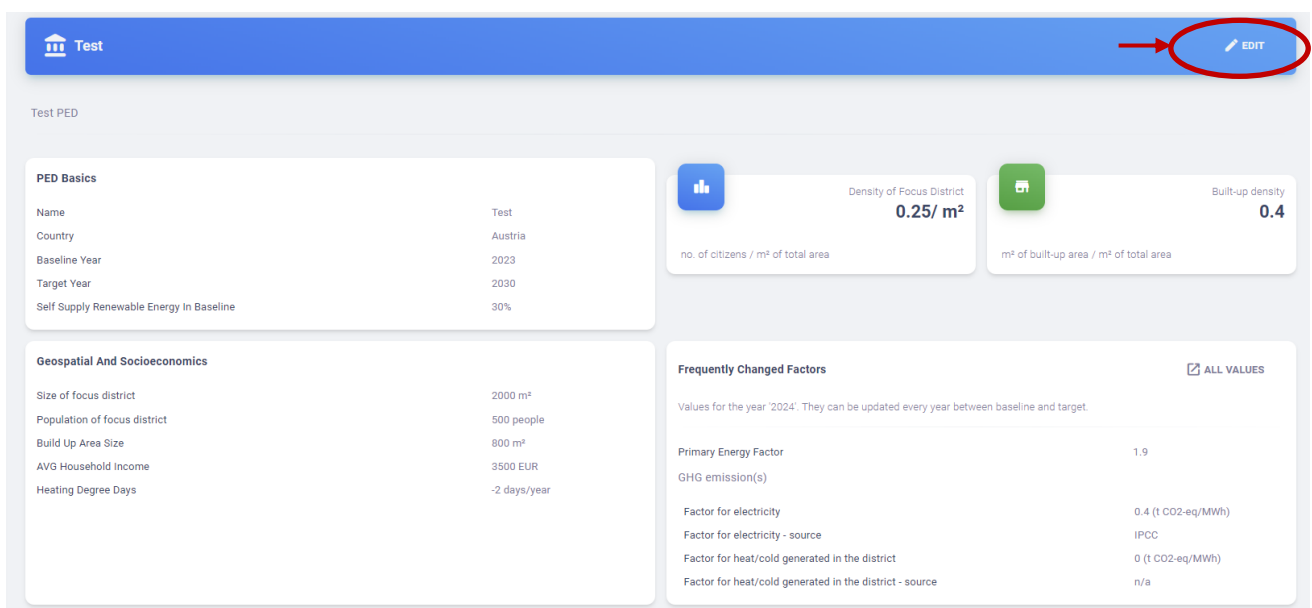 Test
EDIT
Test PED
PED Basics
Name Test
Country Austria
Baseline Year 2023
Target Year 2030
Self Supply Renewable Energy In Baseline 30%
Density of Focus District
0.25/ m²
no. of citizens / m² of total area
Built-up density
0.4
m² of built-up area / m² of total area
Geospatial And Socioeconomics
Size of focus district 2000 m²
Population of focus district 500 people
Build Up Area Size 800 m²
AVG Household Income 3500 EUR
Heating Degree Days -2 days/year
Frequently Changed Factors ALL VALUES
Values for the year '2024'. They can be updated every year between baseline and target.
Primary Energy Factor 1.9
GHG emission(s)
Factor for electricity 0.4 (t CO2-eq/MWh)
Factor for electricity - source IPCC
Factor for heat/cold generated in the district 0 (t CO2-eq/MWh)
Factor for heat/cold generated in the district - source n/a